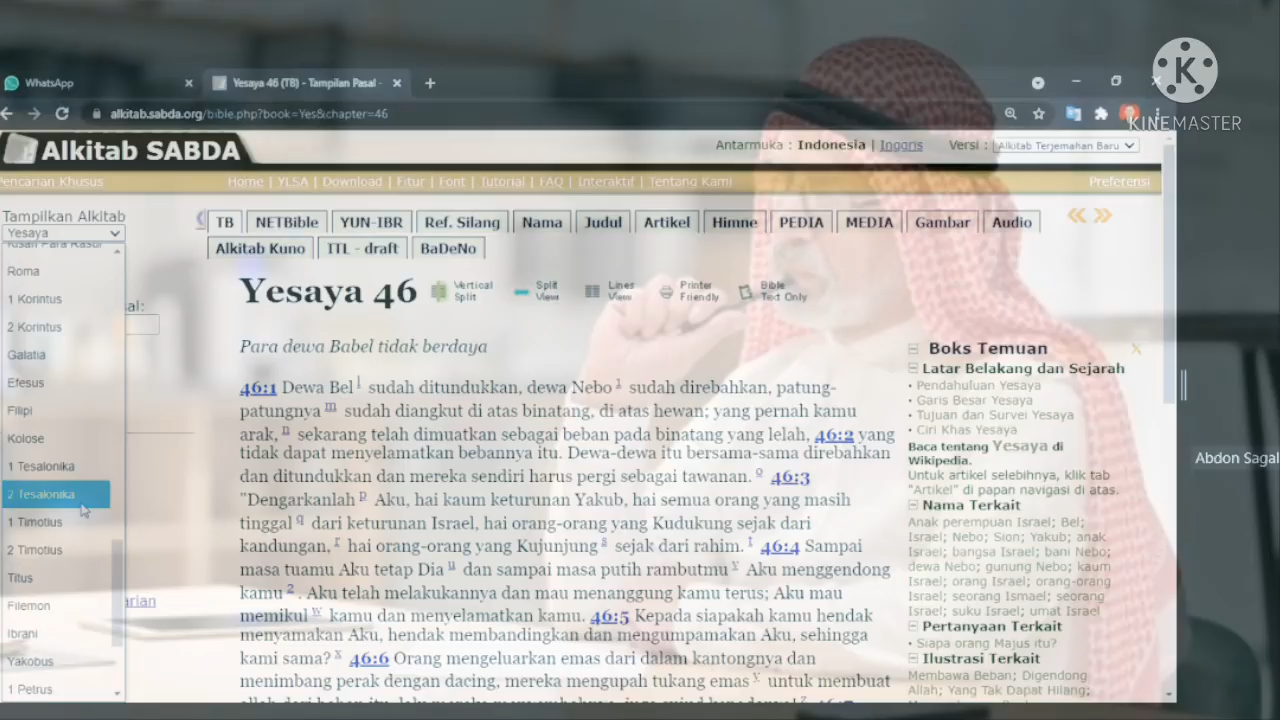 WhatsApp
Yesaya 46 (TB) - Tampilan Pasal -
alkitab.sabda.org/bible.php?book=Yes&chapter=46
K
KINEMASTER
Alkitab SABDA
Antarmuka : Indonesia | Inggris Versi : Alkitab Terjemahan Baru
Pencarian Khusus
Home | YLSA | Download | Fitur | Font | Tutorial | FAQ | Interaktif | Tentang Kami
Preferensi
Tampilkan Alkitab
Yesaya
Kisah Para Rasul
Roma
1 Korintus
2 Korintus
Galatia
Efesus
Filipi
Kolose
1 Tesalonika
2 Tesalonika
1 Timotius
2 Timotius
Titus
Filemon
Ibrani
Yakobus
1 Petrus
al:
arian
TB NETBible YUN-IBR Ref. Silang Nama Judul Artikel Himne PEDIA MEDIA Gambar Audio
Alkitab Kuno TTL - draft BaDeNo
Yesaya 46
Vertical Split
Split View
Lines View
Printer Friendly
Bible Text Only
Para dewa Babel tidak berdaya
46:1 Dewa Bel l sudah ditundukkan, dewa Nebo 1 sudah direbahkan, patung-
patungnya m sudah diangkut di atas binatang, di atas hewan; yang pernah kamu
arak, n sekarang telah dimuatkan sebagai beban pada binatang yang lelah, 46:2 yang
tidak dapat menyelamatkan bebannya itu. Dewa-dewa itu bersama-sama direbahkan
dan ditundukkan dan mereka sendiri harus pergi sebagai tawanan. o 46:3
"Dengarkanlah p Aku, hai kaum keturunan Yakub, hai semua orang yang masih
tinggal q dari keturunan Israel, hai orang-orang yang Kudukung sejak dari
kandungan, r hai orang-orang yang Kujunjung s sejak dari rahim. t 46:4 Sampai
masa tuamu Aku tetap Dia u dan sampai masa putih rambutmu v Aku menggendong
kamu 2 . Aku telah melakukannya dan mau menanggung kamu terus; Aku mau
memikul w kamu dan menyelamatkan kamu. 46:5 Kepada siapakah kamu hendak
menyamakan Aku, hendak membandingkan dan mengumpamakan Aku, sehingga
kami sama? x 46:6 Orang mengeluarkan emas dari dalam kantongnya dan
menimbang perak dengan dacing, mereka mengupah tukang emas y untuk membuat
Boks Temuan
Latar Belakang dan Sejarah
• Pendahuluan Yesaya
• Garis Besar Yesaya
• Tujuan dan Survei Yesaya
• Ciri Khas Yesaya
Baca tentang Yesaya di
Wikipedia.
Untuk artikel selebihnya, klik tab
"Artikel" di papan navigasi di atas.
Nama Terkait
Anak perempuan Israel; Bel;
Israel; Nebo; Sion; Yakub; anak
Israel; bangsa Israel; bani Nebo;
dewa Nebo; gunung Nebo; kaum
Israel; orang Israel; orang-orang
Israel; seorang Ismael; seorang
Israel; suku Israel; umat Israel
Pertanyaan Terkait
• Siapa orang Majus itu?
Ilustrasi Terkait
Membawa Beban; Digendong
Allah; Yang Tak Dapat Hilang;
Abdon Sagal